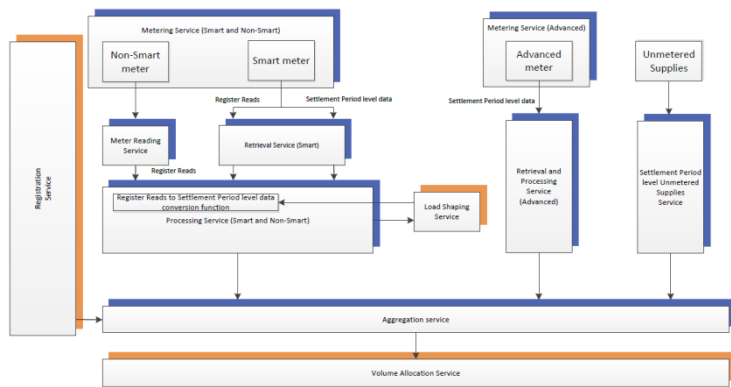 Metering Service (Smart and Non-Smart)
Non-Smart
meter
Smart meter
Metering Service (Advanced)
Advanced
meter
Unmetered
Supplies
Register Reads
Settlement Period level data
Settlement Period level data
Registration
Service
Meter Reading
Service
Retrieval Service (Smart)
Register Reads
Retrieval and
Processing
Service
(Advanced)
Settlement Period
level Unmetered
Supplies
Service
Register Reads to Settlement Period level data
conversion function
Processing Service (Smart and Non-Smart)
Load Shaping
Service
Aggregation service
Volume Allocation Service